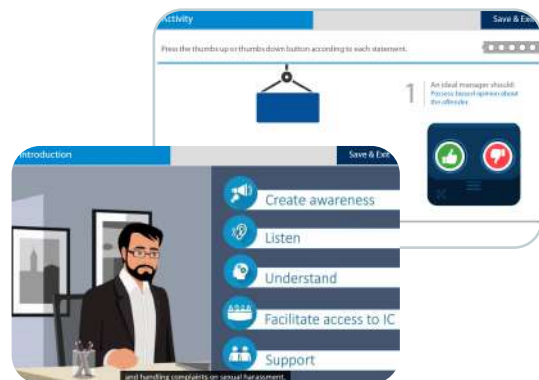 Activity
Save & Exit
Press the thumbs up or thumbs down button according to each statement.
1
An ideal manager should:
Possess biased opinion about
the offender.
Introduction
Save & Exit
Create awareness
Listen
Understand
Facilitate access to IC
Support
and handling complaints on sexual harassment.